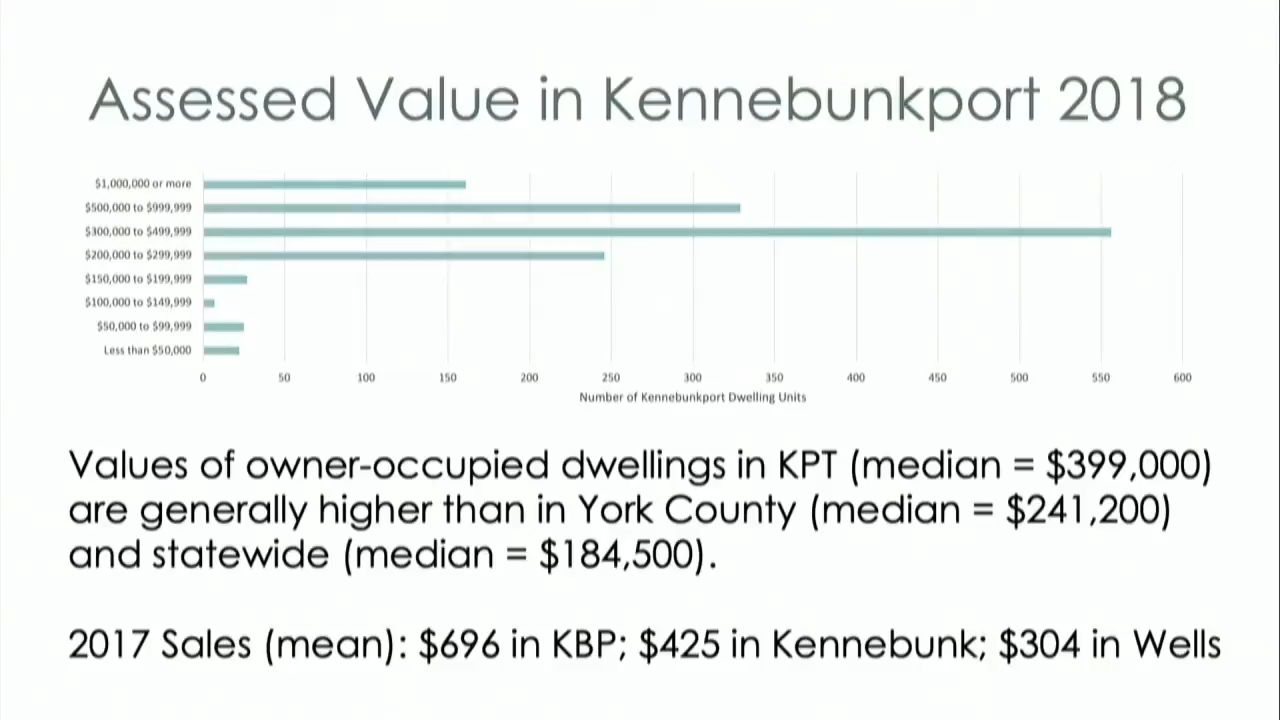 Assessed Value in Kennebunkport 2018
$1,000,000 or more
$500,000 to $999,999
$300,000 to $499,999
$200,000 to $299,999
$150,000 to $199,999
$100,000 to $149,999
$50,000 to $99,999
Less than $50,000
0 50 100 150 200 250 300 350 400 450 500 550 600
Number of Kennebunkport Dwelling Units
Values of owner-occupied dwellings in KPT (median = $399,000)
are generally higher than in York County (median = $241,200)
and statewide (median = $184,500).
2017 Sales (mean): $696 in KBP; $425 in Kennebunk; $304 in Wells